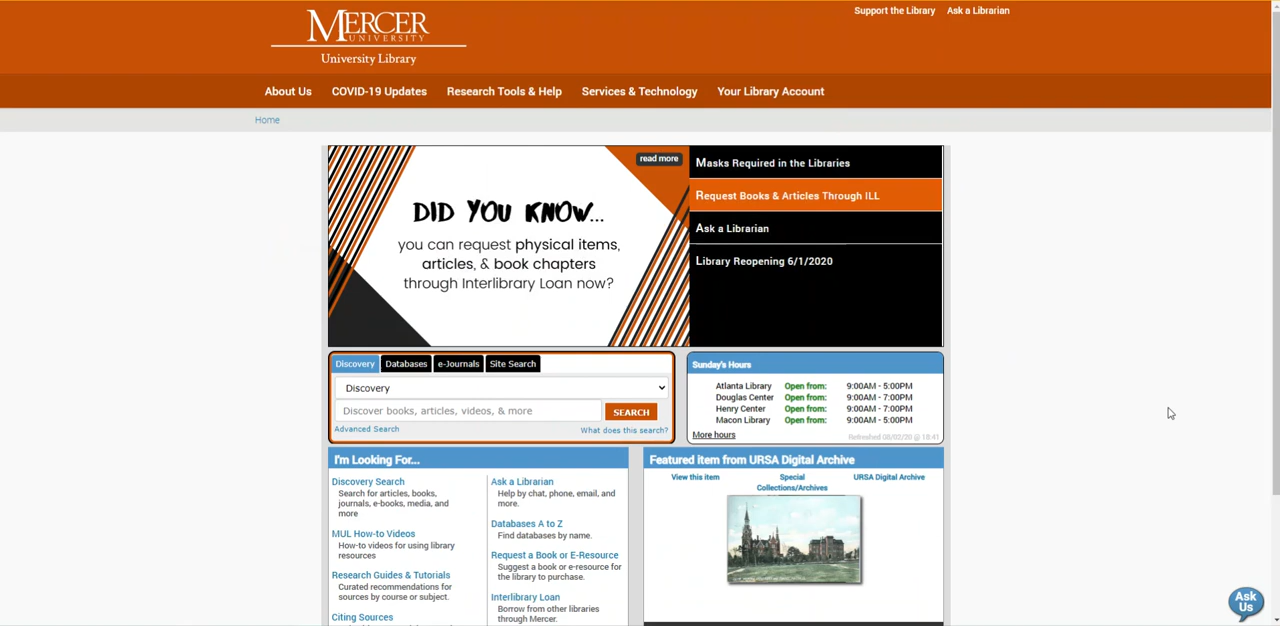 MERCER
UNIVERSITY
University Library
Support the Library
Ask a Librarian
About Us
COVID-19 Updates
Research Tools & Help
Services & Technology
Your Library Account
Home
read more
DID YOU KNOW...
you can request physical items,
articles, & book chapters
through Interlibrary Loan now?
Masks Required in the Libraries
Request Books & Articles Through ILL
Ask a Librarian
Library Reopening 6/1/2020
Discovery
Databases
e-Journals
Site Search
Discovery
Discover books, articles, videos, & more
SEARCH
Advanced Search
What does this search?
Sunday's Hours
Atlanta Library Open from: 9:00AM - 5:00PM
Douglas Center Open from: 9:00AM - 7:00PM
Henry Center Open from: 9:00AM - 7:00PM
Macon Library Open from: 9:00AM - 5:00PM
More hours
Refreshed 08/02/20 @ 18:41
I'm Looking For...
Discovery Search
Search for articles, books,
journals, e-books, media, and
more
MUL How-to Videos
How-to videos for using library
resources
Research Guides & Tutorials
Curated recommendations for
sources by course or subject.
Citing Sources
Ask a Librarian
Help by chat, phone, email, and
more.
Databases A to Z
Find databases by name.
Request a Book or E-Resource
Suggest a book or e-resource for
the library to purchase.
Interlibrary Loan
Borrow from other libraries
through Mercer.
Featured item from URSA Digital Archive
View this item
Special
Collections/Archives
URSA Digital Archive
Ask
Us